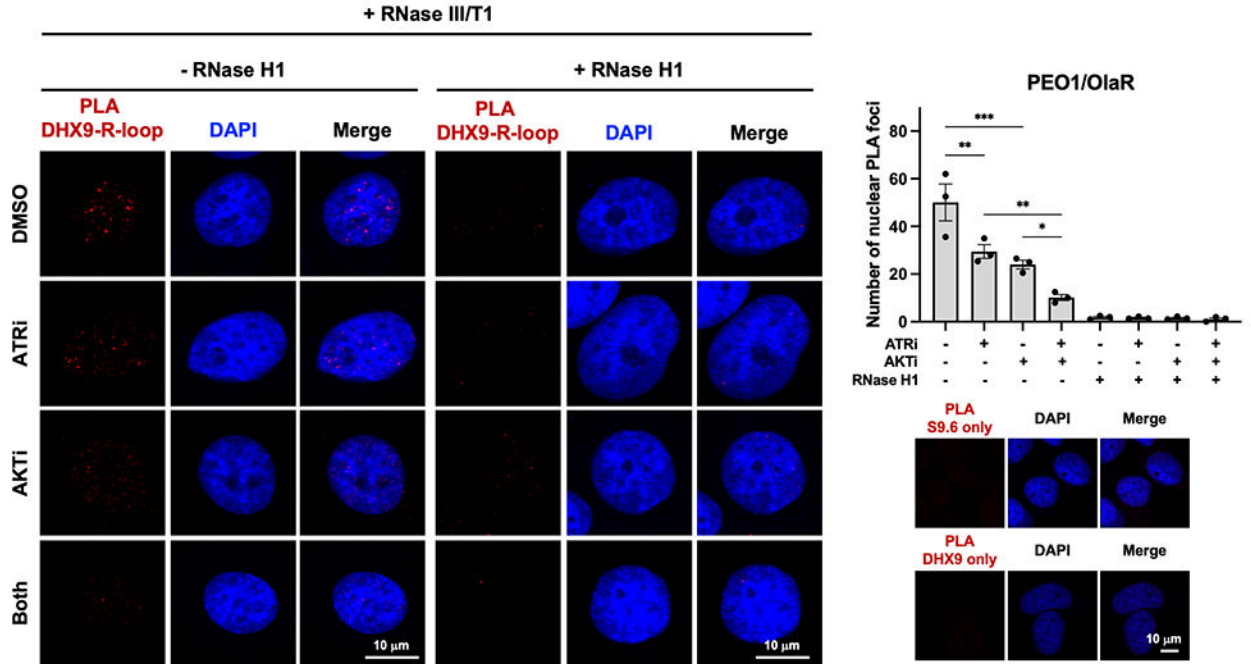 + RNase III/T1
- RNase H1
+ RNase H1
PLA
DHX9-R-loop
DAPI
Merge
PLA
DHX9-R-loop
DAPI
Merge
DMSO
ATRi
AKTi
Both
10 μm
10 μm
PEO1/OlaR
Number of nuclear PLA foci
80
60
40
20
0
***
**
**
*
ATRi - + - + - + - +
AKTi - - + + - - + +
RNase H1 - - - - + + + +
PLA
S9.6 only
DAPI
Merge
PLA
DHX9 only
DAPI
Merge
10 μm